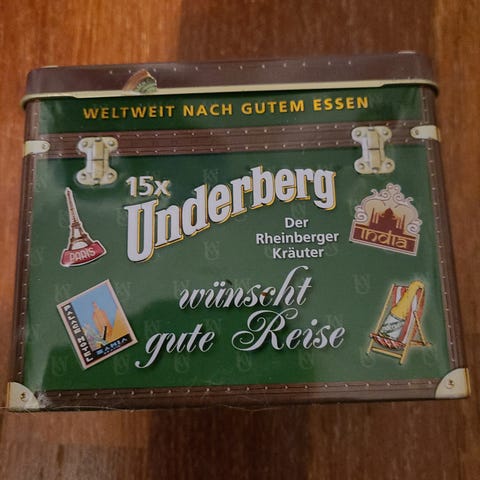 WELTWEIT NACH GUTEM ESSEN
15x
Underberg
Der
Rheinberger
Kräuter
PARIS
india
wünscht
gute Reise